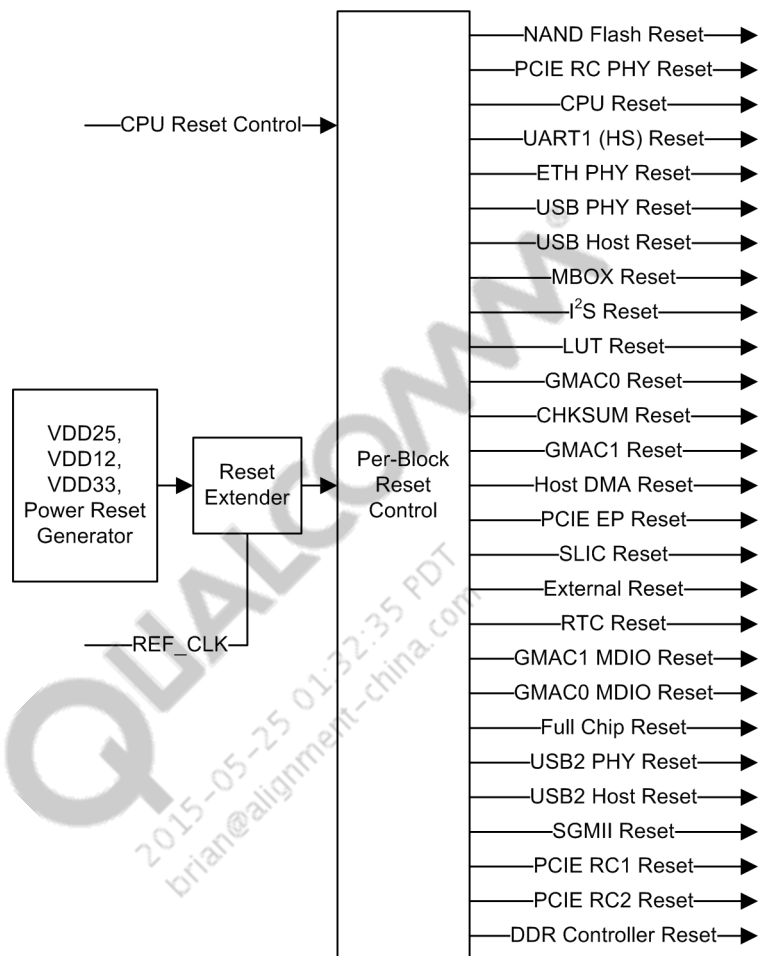 NAND Flash Reset
PCIE RC PHY Reset
CPU Reset
CPU Reset Control
UART1 (HS) Reset
ETH PHY Reset
USB PHY Reset
USB Host Reset
MBOX Reset
I²S Reset
LUT Reset
GMAC0 Reset
CHKSUM Reset
GMAC1 Reset
Host DMA Reset
PCIE EP Reset
SLIC Reset
External Reset
RTC Reset
GMAC1 MDIO Reset
GMAC0 MDIO Reset
Full Chip Reset
USB2 PHY Reset
USB2 Host Reset
SGMII Reset
PCIE RC1 Reset
PCIE RC2 Reset
DDR Controller Reset
VDD25,
VDD12,
VDD33,
Power Reset
Generator
Reset
Extender
Per-Block
Reset
Control
REF_CLK
QUALCOMM®
2015-05-25 01:32:35 PDT
brian@alignment-china.com